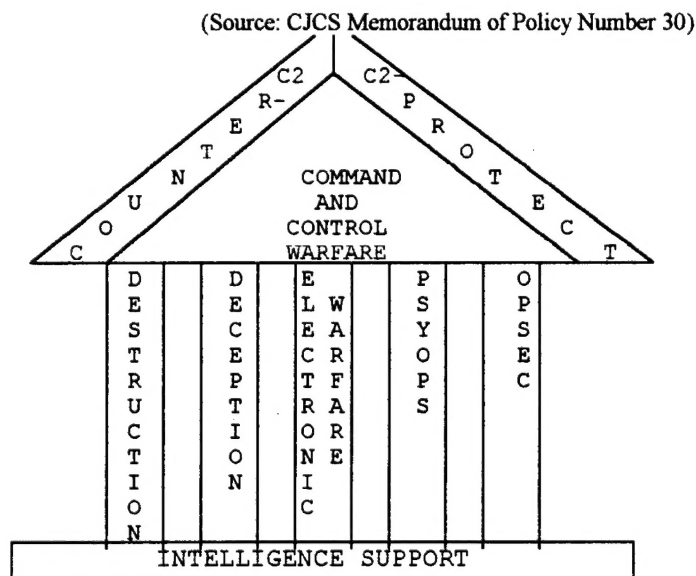 (Source: CJCS Memorandum of Policy Number 30)
COUNTER-C2
C2-PROTECT
COMMAND
AND
CONTROL
WARFARE
DESTRUCTION
DECEPTION
ELECTRONIC
WARFARE
PSYOPS
OPSEC
INTELLIGENCE SUPPORT